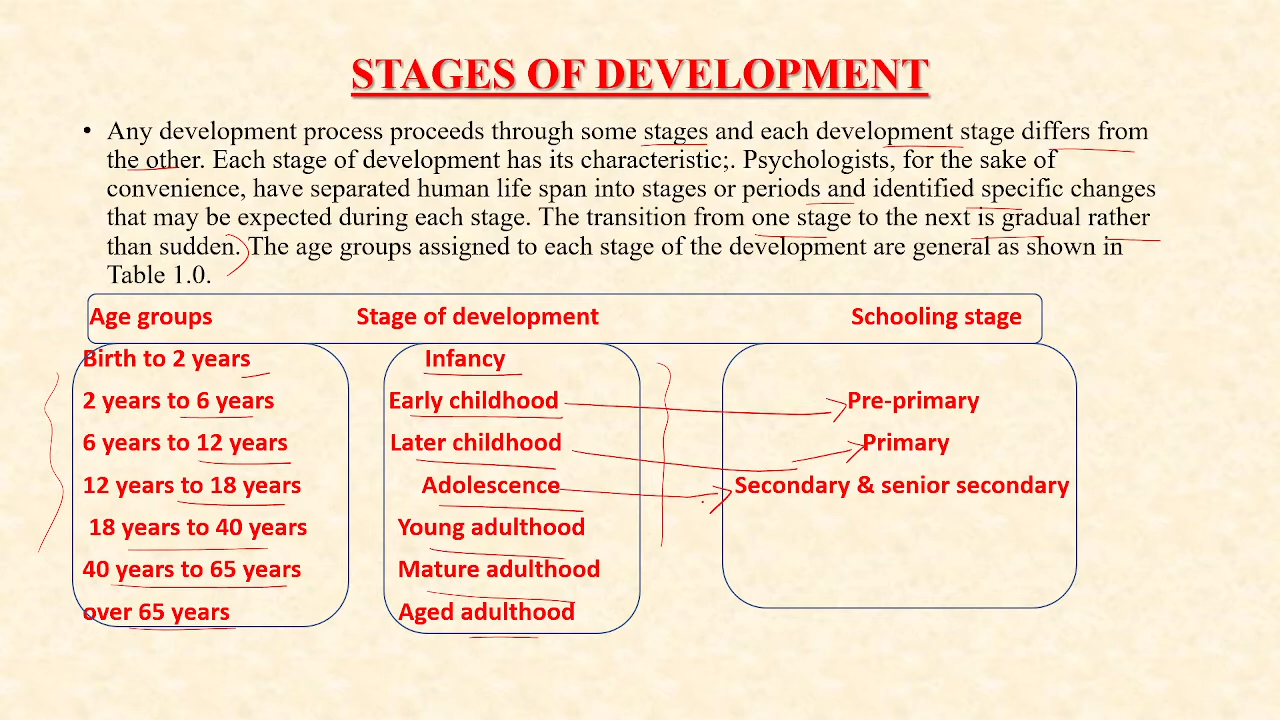 STAGES OF DEVELOPMENT
• Any development process proceeds through some stages and each development stage differs from
the other. Each stage of development has its characteristic;. Psychologists, for the sake of
convenience, have separated human life span into stages or periods and identified specific changes
that may be expected during each stage. The transition from one stage to the next is gradual rather
than sudden. The age groups assigned to each stage of the development are general as shown in
Table 1.0.
Age groups Stage of development Schooling stage
Birth to 2 years Infancy
2 years to 6 years Early childhood Pre-primary
6 years to 12 years Later childhood Primary
12 years to 18 years Adolescence Secondary & senior secondary
18 years to 40 years Young adulthood
40 years to 65 years Mature adulthood
over 65 years Aged adulthood